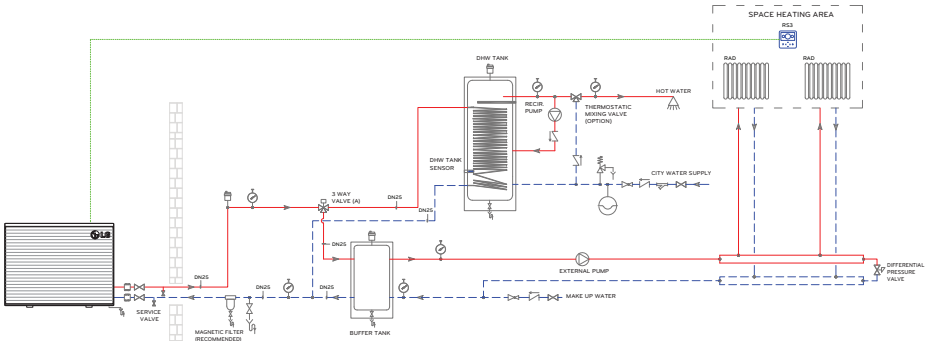 SPACE HEATING AREA
RS3
RAD
RAD
DHW TANK
HOT WATER
RECIR.
PUMP
THERMOSTATIC
MIXING VALVE
(OPTION)
DHW TANK
SENSOR
CITY WATER SUPPLY
3 WAY
VALVE (A)
DN25
DN25
DN25
LG
DN25
DN25
DN25
EXTERNAL PUMP
DIFFERENTIAL
PRESSURE
VALVE
MAKE UP WATER
SERVICE
VALVE
MAGNETIC FILTER
(RECOMMENDED)
BUFFER TANK